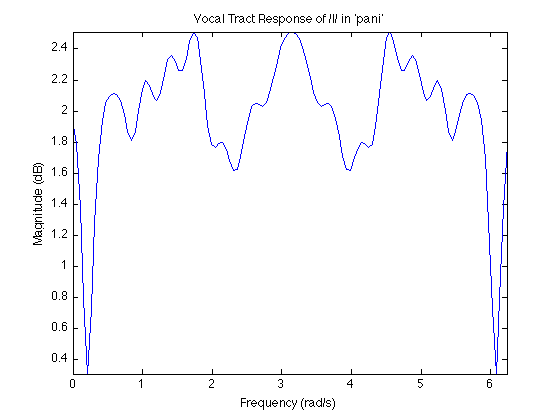 Vocal Tract Response of /I/ in 'pani'
2.4
2.2
2
1.8
1.6
1.4
1.2
1
0.8
0.6
0.4
Magnitude (dB)
0 1 2 3 4 5 6
Frequency (rad/s)